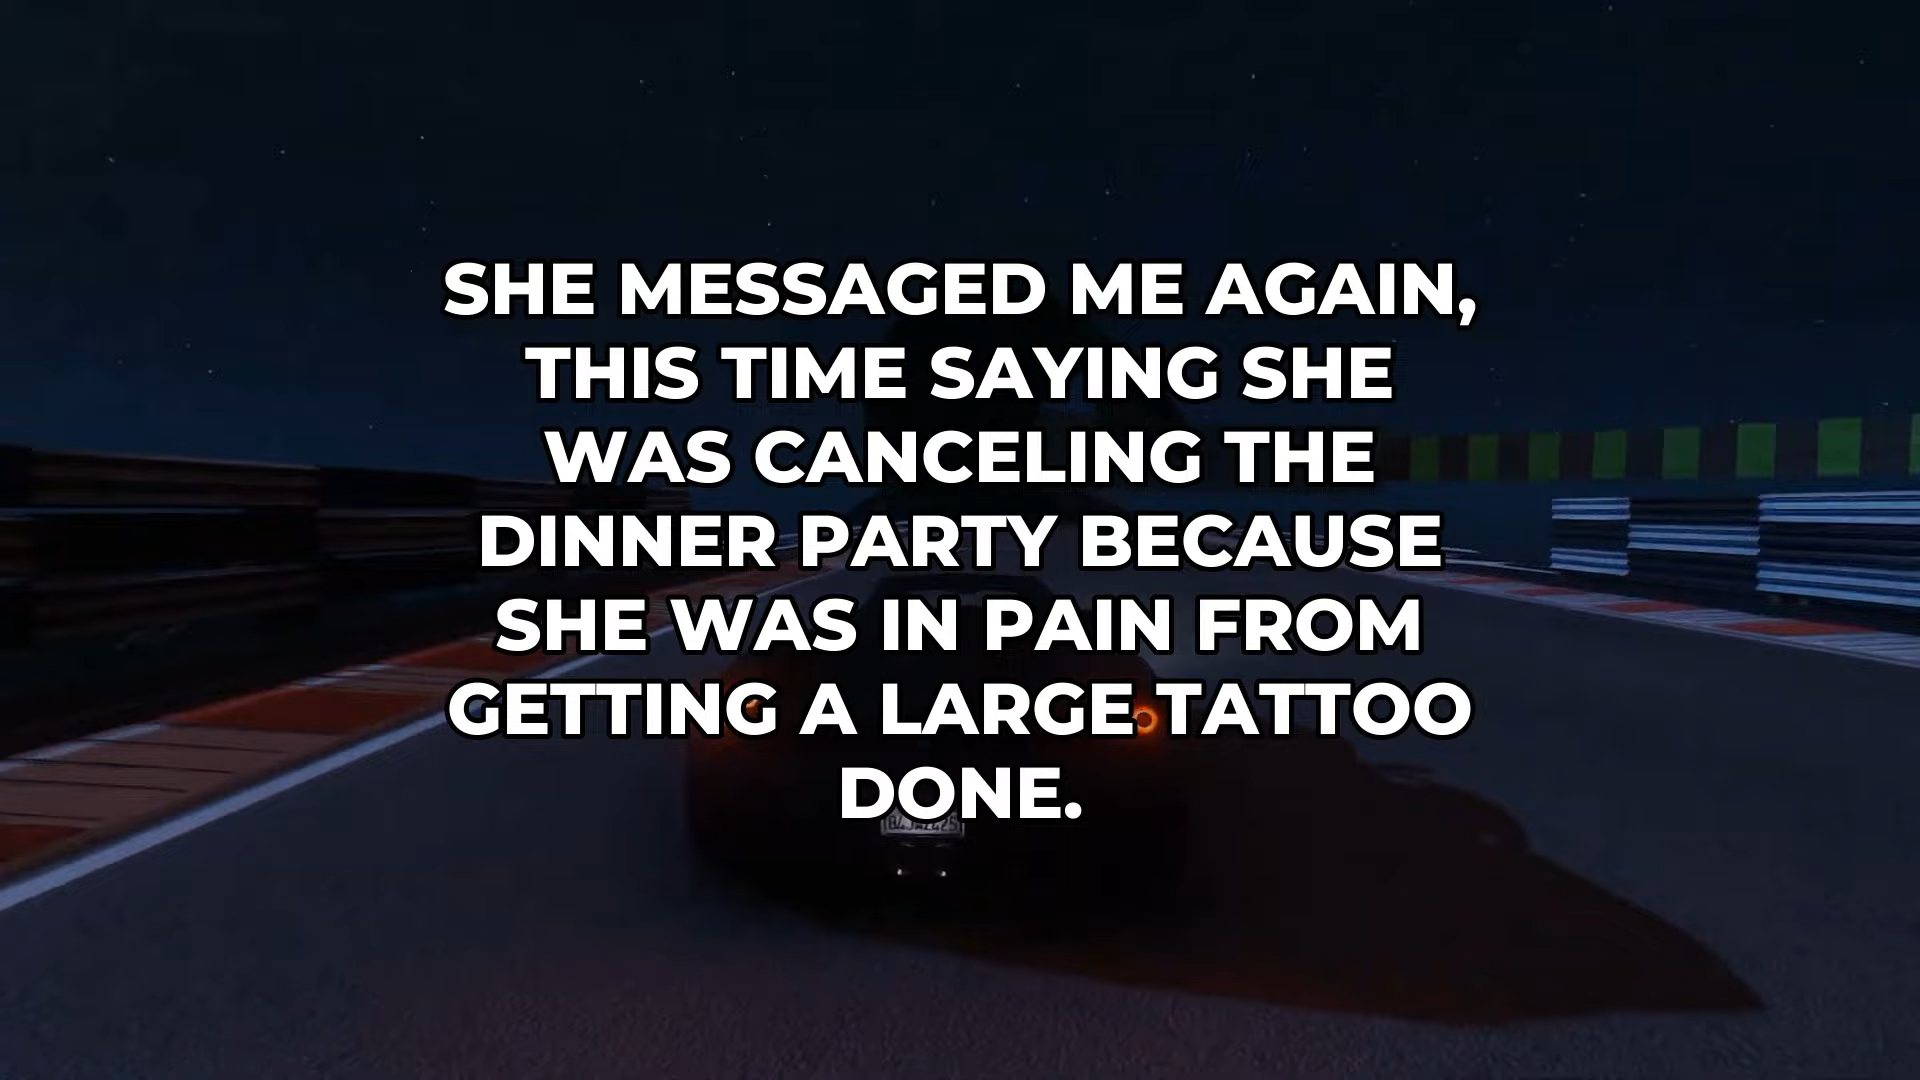 SHE MESSAGED ME AGAIN,
THIS TIME SAYING SHE
WAS CANCELING THE
DINNER PARTY BECAUSE
SHE WAS IN PAIN FROM
GETTING A LARGE TATTOO
DONE.